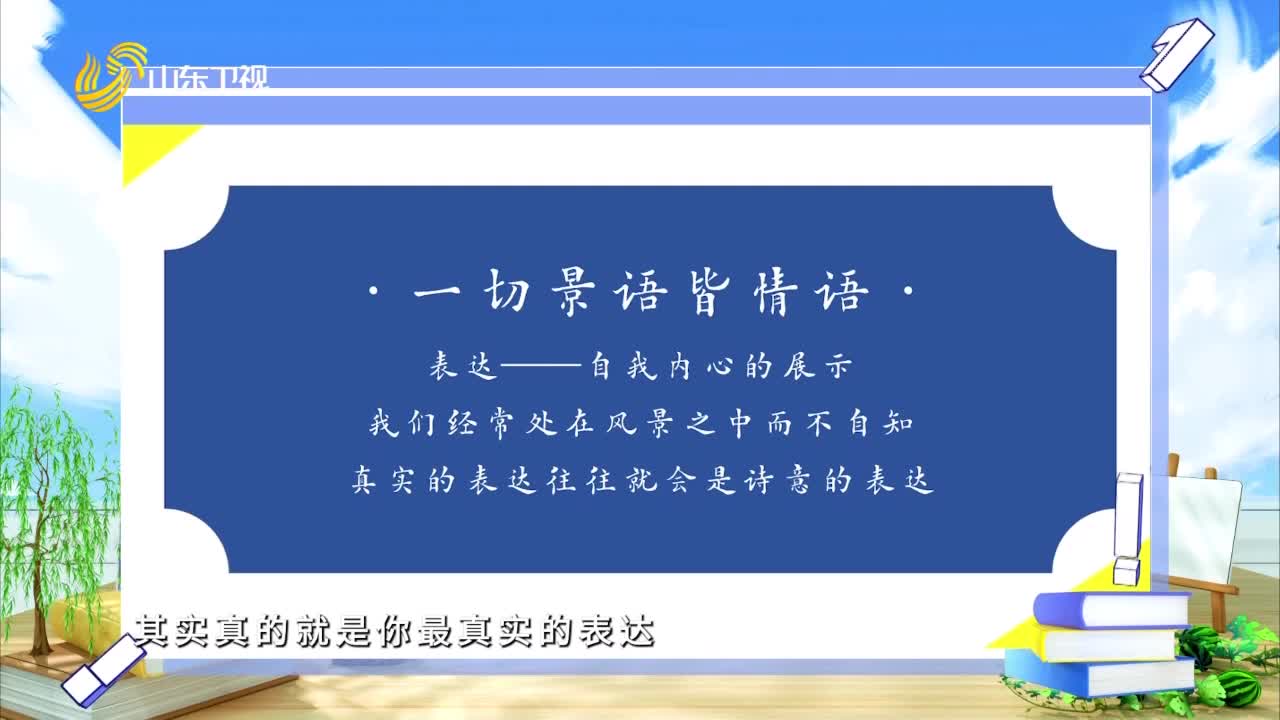 山东卫视
·一切景语皆情语·
表达——自我内心的展示
我们经常处在风景之中而不自知
真实的表达往往就会是诗意的表达
其实真的就是你最真实的表达